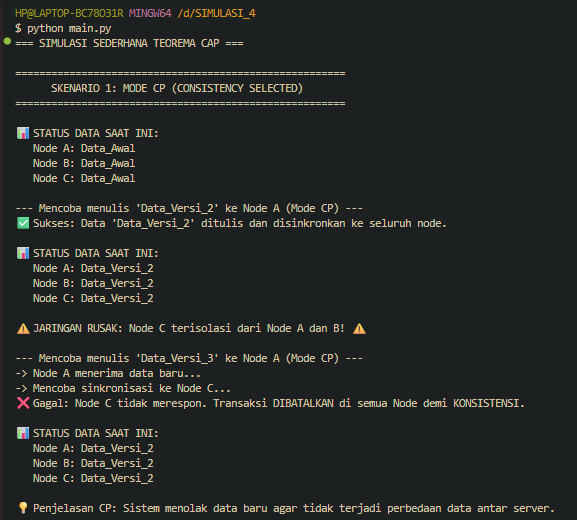 HP@LAPTOP-BC78O31R MINGW64 /d/SIMULASI_4
$ python main.py
=== SIMULASI SEDERHANA TEOREMA CAP ===
=======================================================
SKENARIO 1: MODE CP (CONSISTENCY SELECTED)
=======================================================
📊 STATUS DATA SAAT INI:
Node A: Data_Awal
Node B: Data_Awal
Node C: Data_Awal
--- Mencoba menulis 'Data_Versi_2' ke Node A (Mode CP) ---
✅ Sukses: Data 'Data_Versi_2' ditulis dan disinkronkan ke seluruh node.
📊 STATUS DATA SAAT INI:
Node A: Data_Versi_2
Node B: Data_Versi_2
Node C: Data_Versi_2
⚠️ JARINGAN RUSAK: Node C terisolasi dari Node A dan B! ⚠️
--- Mencoba menulis 'Data_Versi_3' ke Node A (Mode CP) ---
-> Node A menerima data baru...
-> Mencoba sinkronisasi ke Node C...
❌ Gagal: Node C tidak merespon. Transaksi DIBATALKAN di semua Node demi KONSISTENSI.
📊 STATUS DATA SAAT INI:
Node A: Data_Versi_2
Node B: Data_Versi_2
Node C: Data_Versi_2
💡 Penjelasan CP: Sistem menolak data baru agar tidak terjadi perbedaan data antar server.